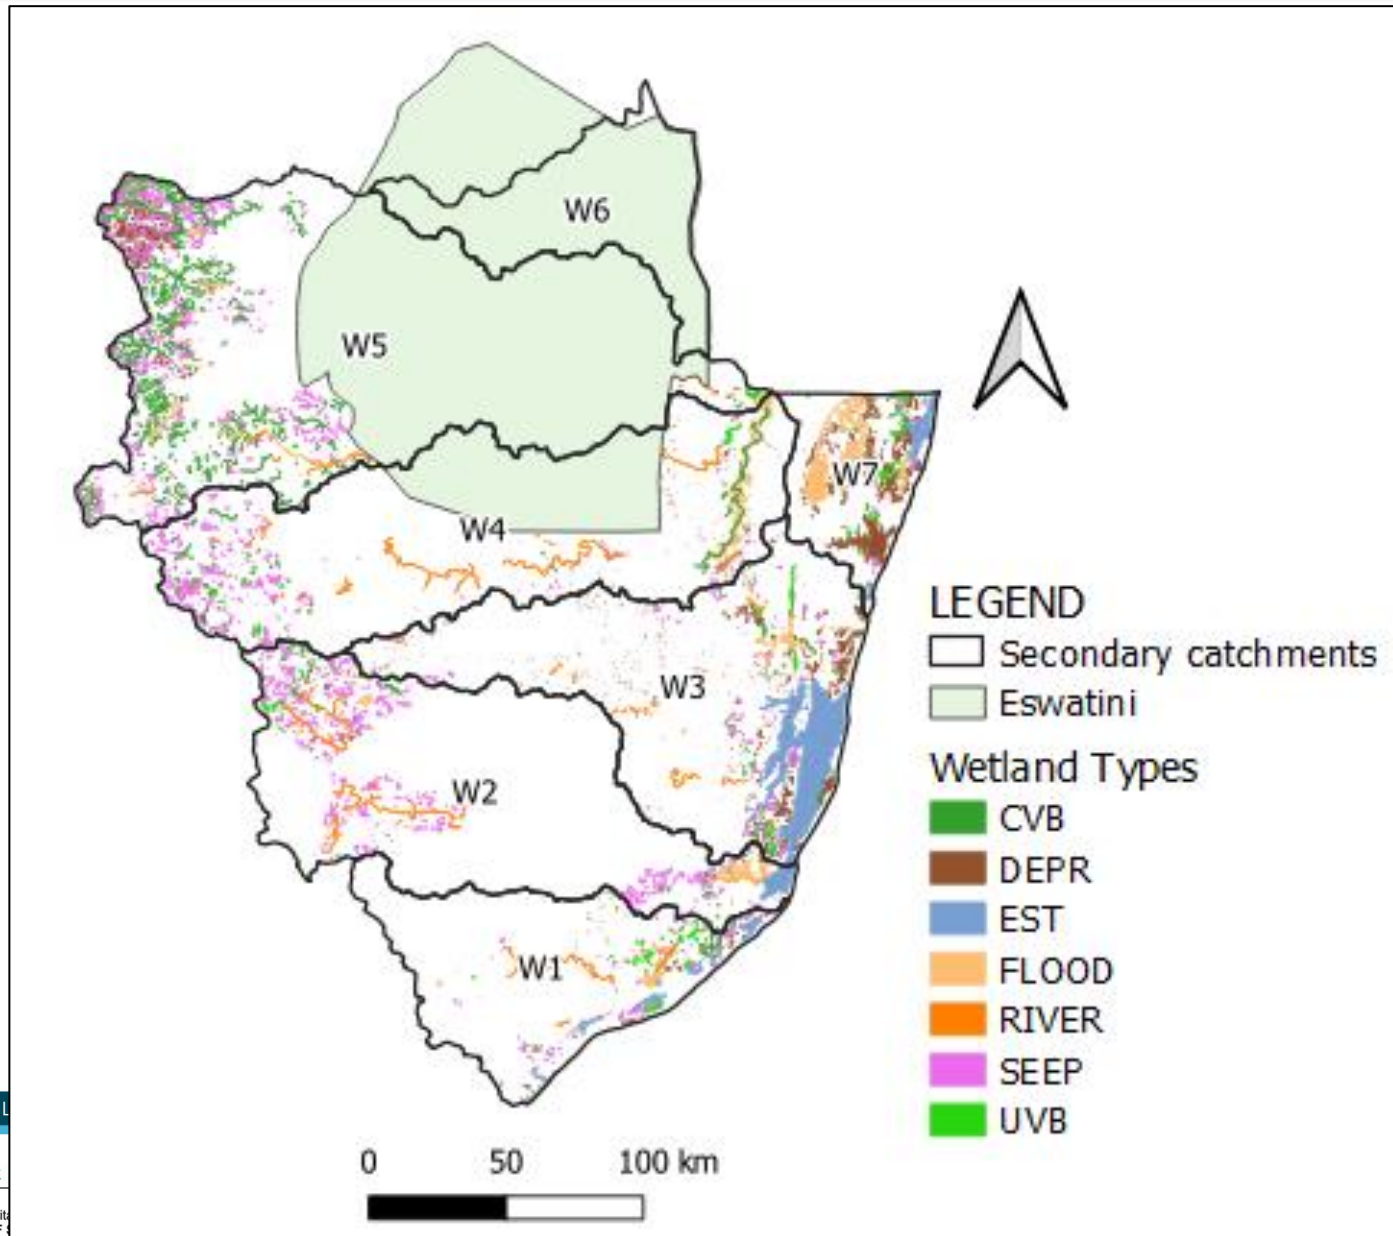 W6
W5
W7
W4
W3
W2
W1
LEGEND
Secondary catchments
Eswatini
Wetland Types
CVB
DEPR
EST
FLOOD
RIVER
SEEP
UVB
0 50 100 km